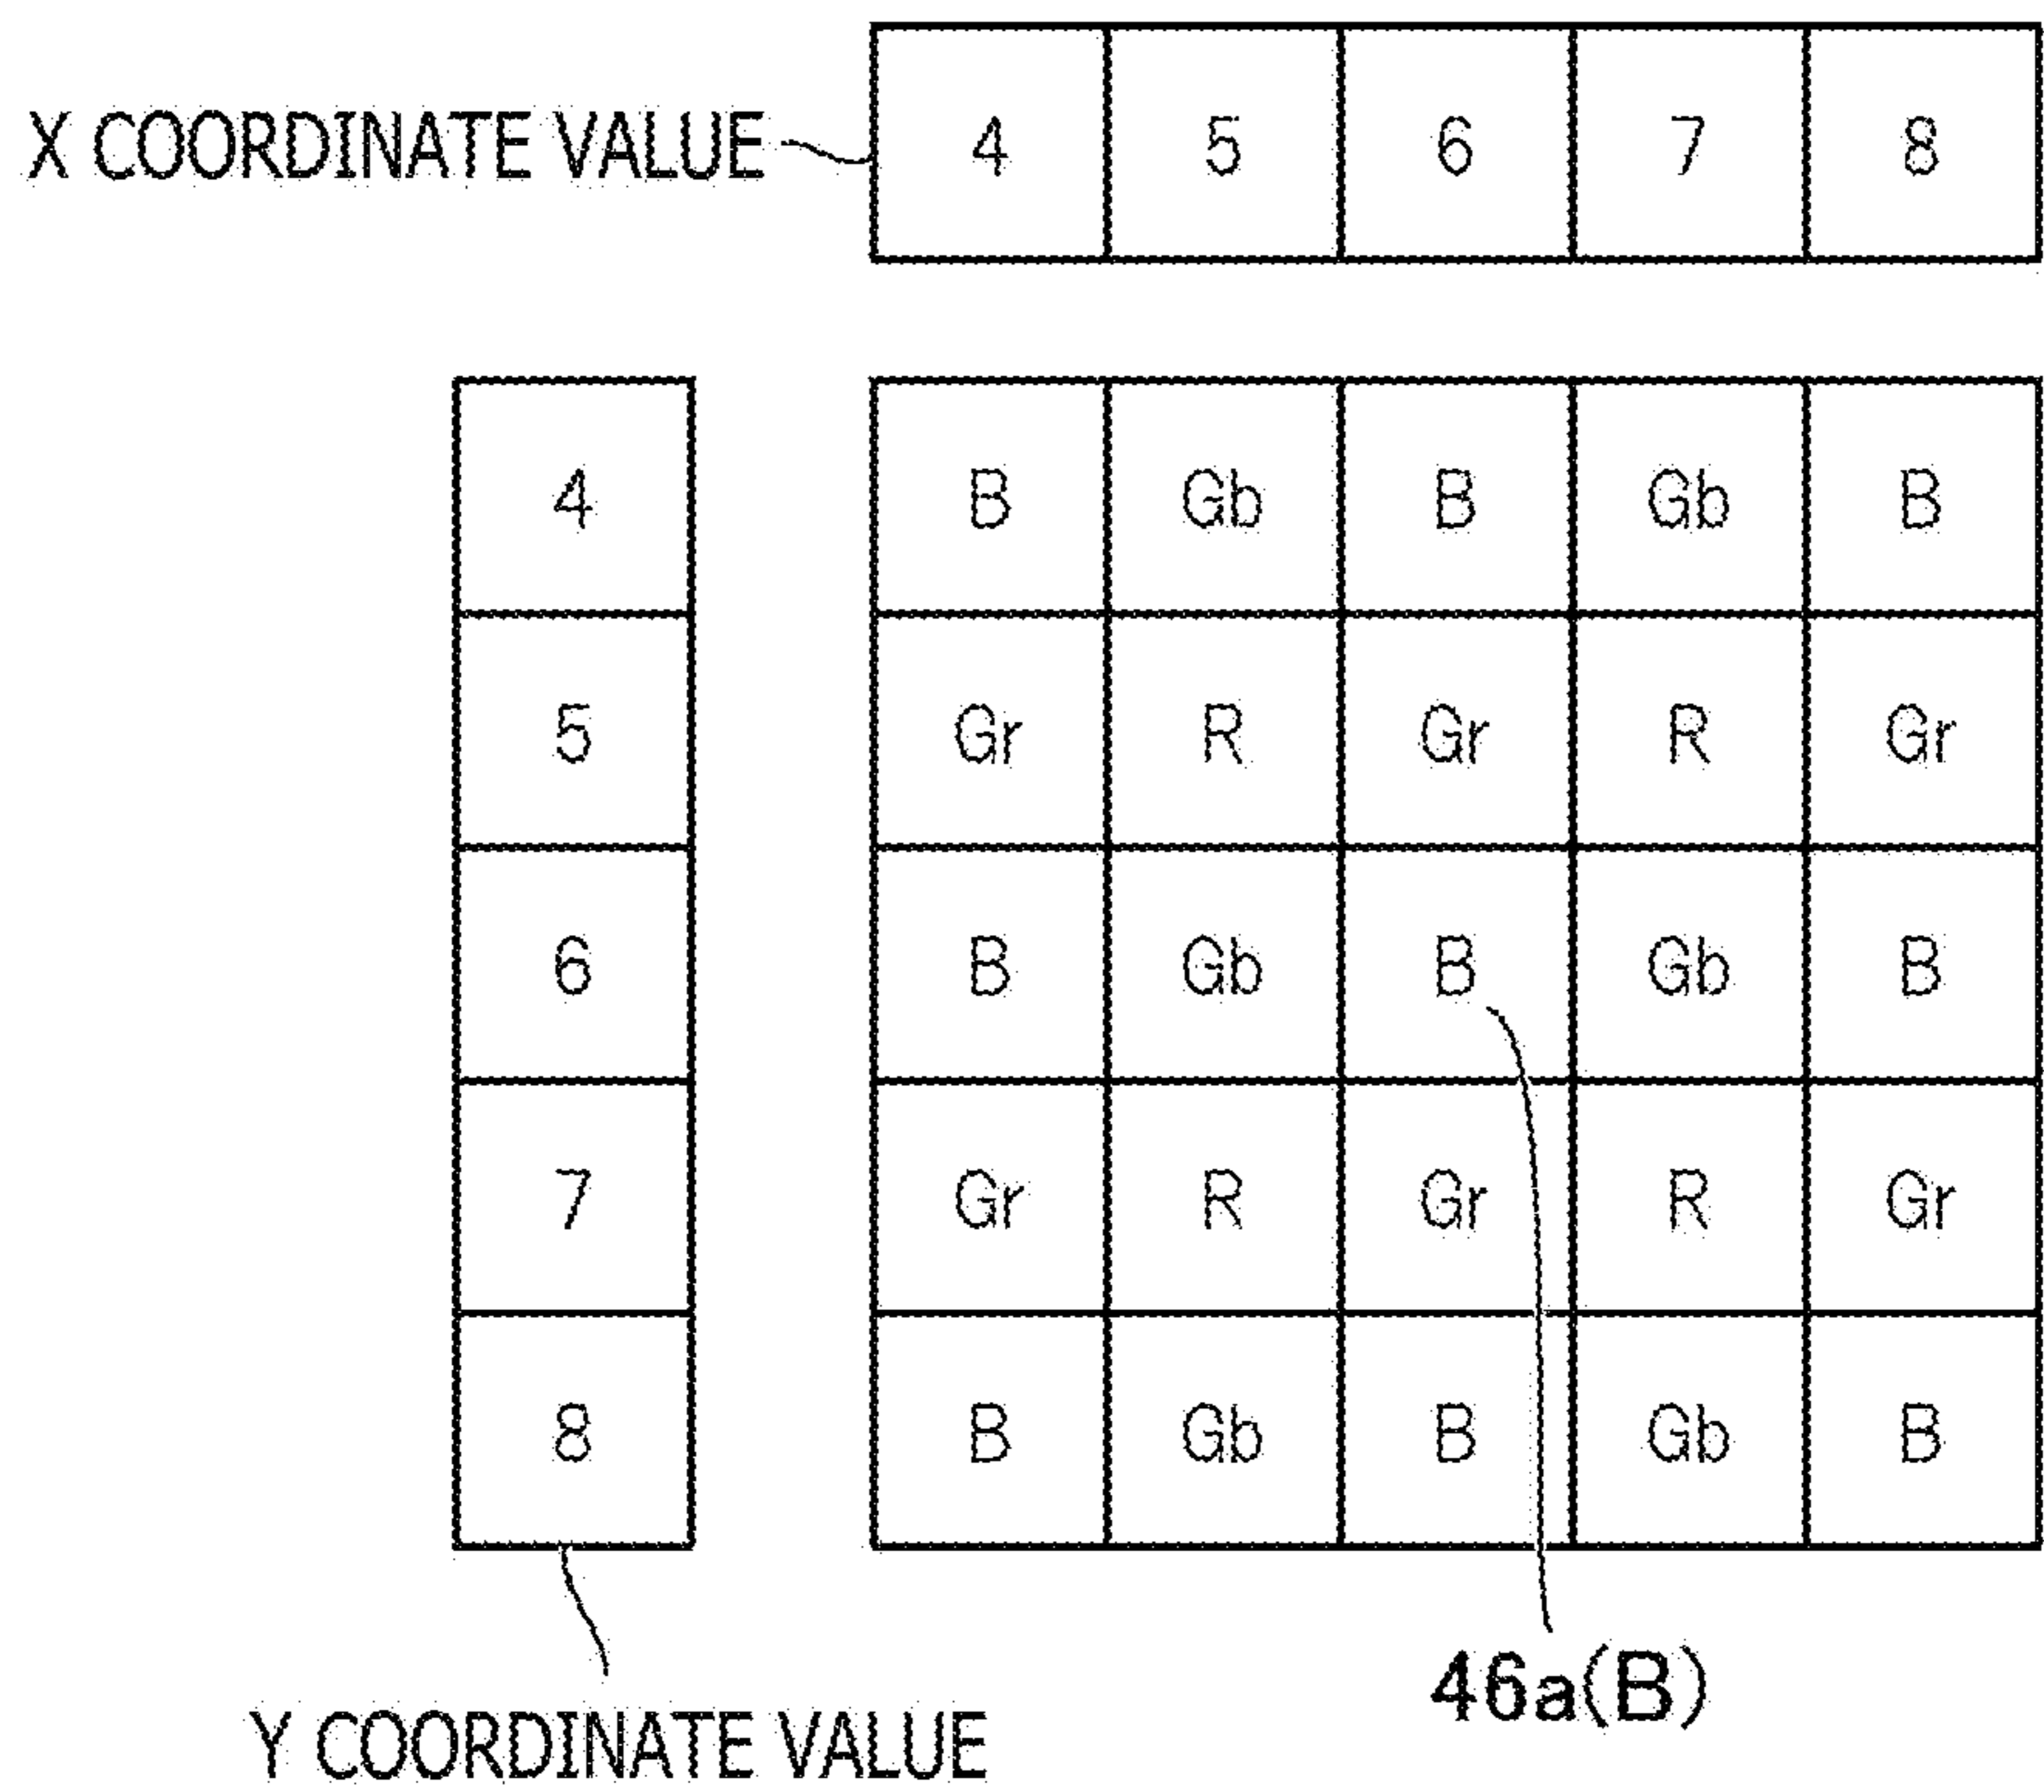 X COORDINATE VALUE 4 5 6 7 8
4 B Gb B Gb B
5 Gr R Gr R Gr
6 B Gb B Gb B
7 Gr R Gr R Gr
8 B Gb B Gb B
46a(B)
Y COORDINATE VALUE